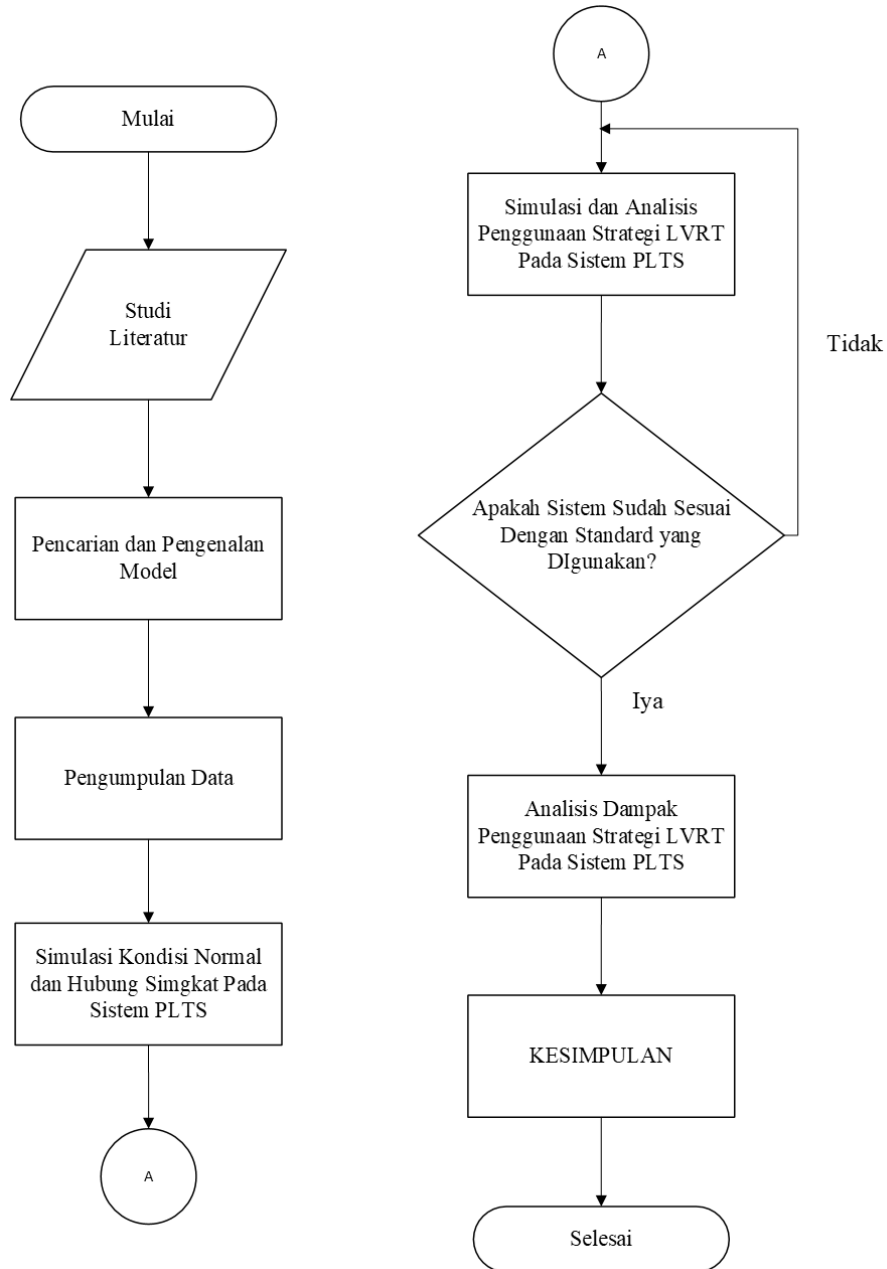 Mulai
Studi
Literatur
Pencarian dan Pengenalan
Model
Pengumpulan Data
Simulasi Kondisi Normal
dan Hubung Simgkat Pada
Sistem PLTS
A
A
Simulasi dan Analisis
Penggunaan Strategi LVRT
Pada Sistem PLTS
Tidak
Apakah Sistem Sudah Sesuai
Dengan Standard yang
DIgunakan?
Iya
Analisis Dampak
Penggunaan Strategi LVRT
Pada Sistem PLTS
KESIMPULAN
Selesai